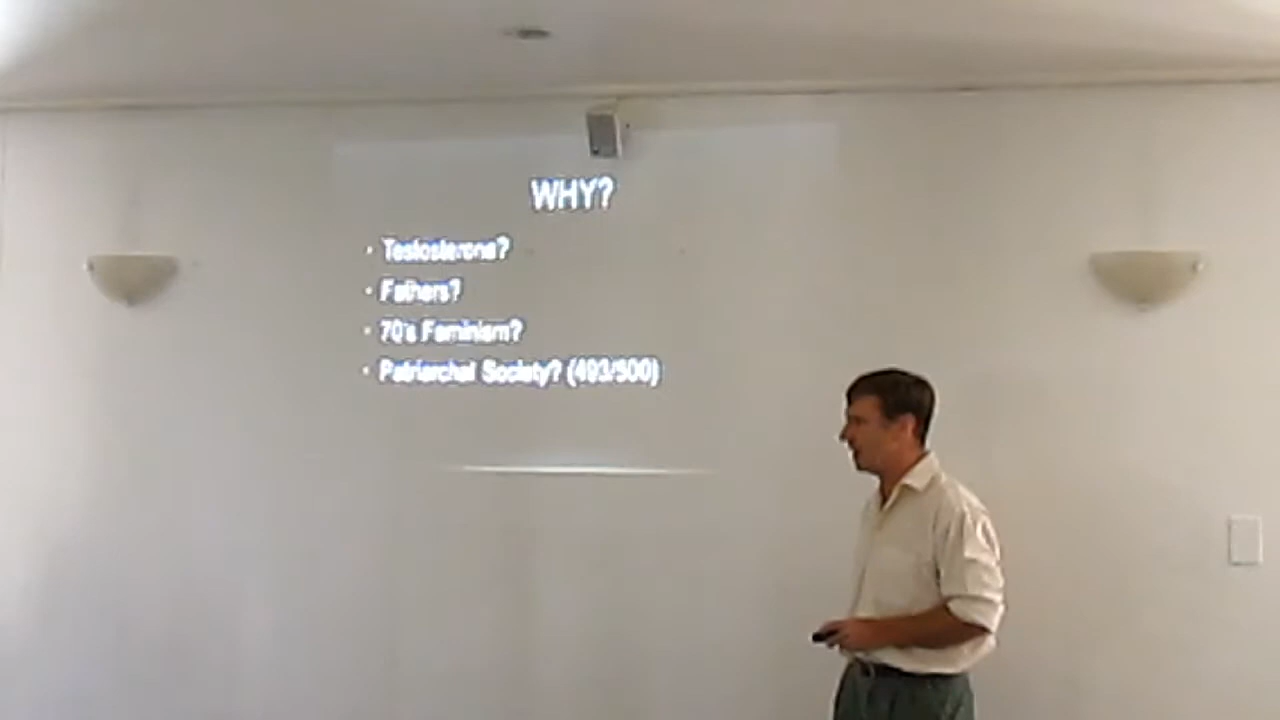 WHY?
• Testosterone?
• Fathers?
• 70's Feminism?
• Patriarchal Society? (493/500)